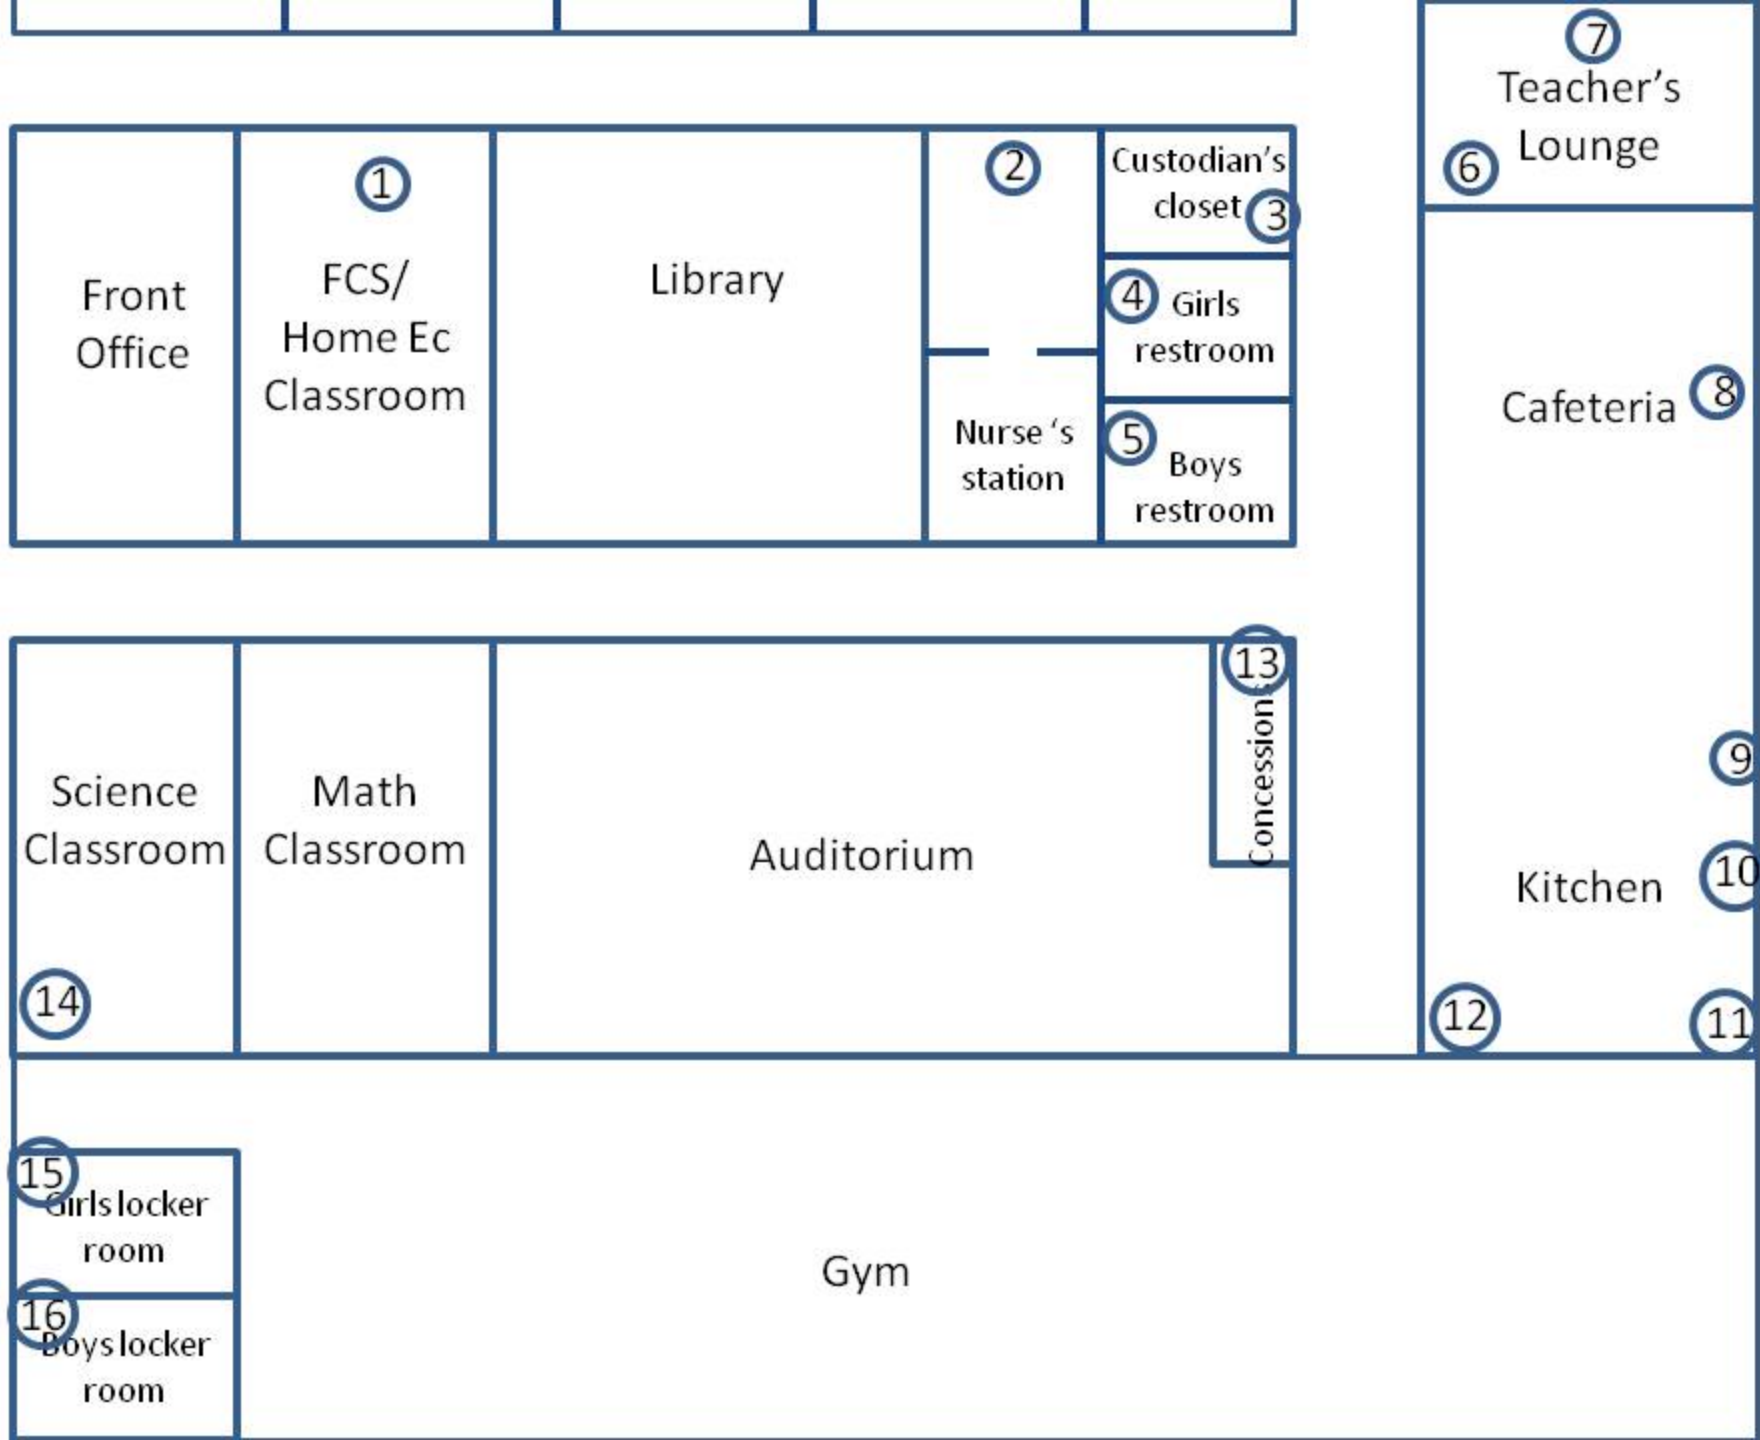 7
Teacher's
Lounge
6
1
2
Custodian's
closet
3
Front
Office
FCS/
Home Ec
Classroom
Library
4
Girls
restroom
Nurse ‘s
station
5
Boys
restroom
Cafeteria
8
13
Concessions
9
Science
Classroom
Math
Classroom
Auditorium
Kitchen
10
14
12
11
15
Girls locker
room
16
Boys locker
room
Gym